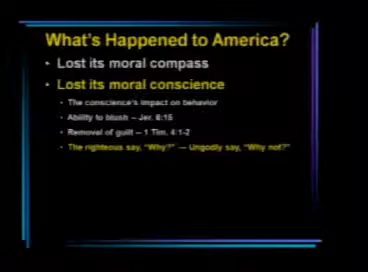 What's Happened to America?
• Lost its moral compass
• Lost its moral conscience
• The conscience's impact on behavior
• Ability to blush – Jer. 6:15
• Removal of guilt – 1 Tim. 4:1-2
• The righteous say, "Why?" — Ungodly say, "Why not?"